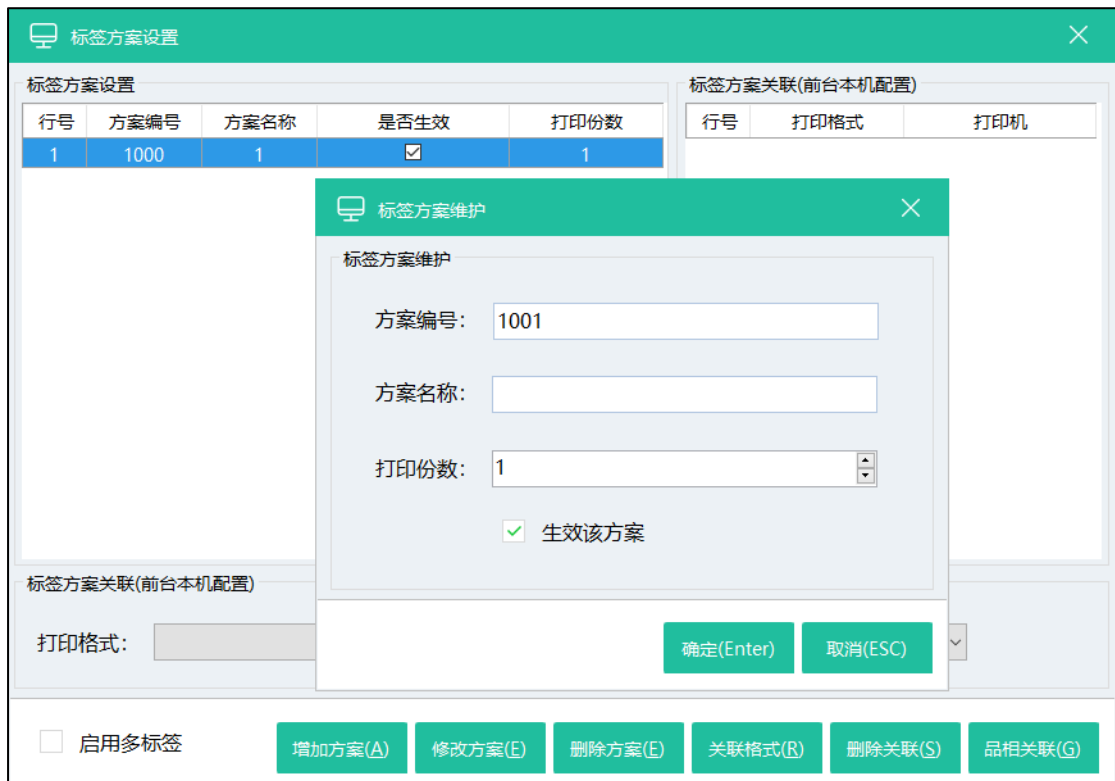 标签方案设置
标签方案设置
行号 方案编号 方案名称 是否生效 打印份数
1 1000 1 1
标签方案关联(前台本机配置)
行号 打印格式 打印机
标签方案维护
标签方案维护
方案编号: 1001
方案名称:
打印份数: 1
生效该方案
确定(Enter) 取消(ESC)
标签方案关联(前台本机配置)
打印格式:
启用多标签 增加方案(A) 修改方案(E) 删除方案(E) 关联格式(R) 删除关联(S) 品相关联(G)